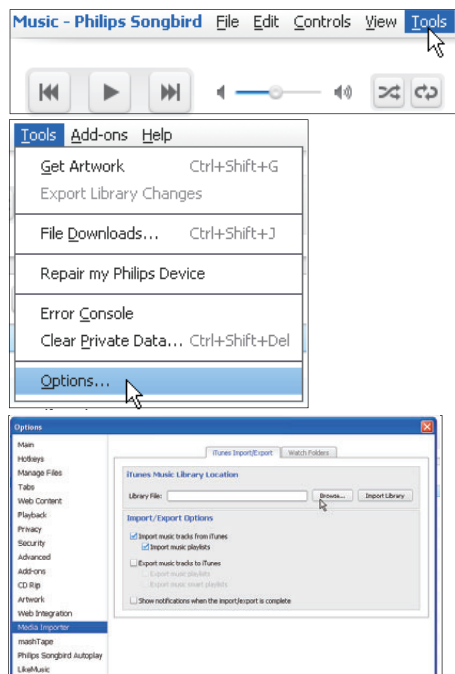 Music - Philips Songbird File Edit Controls View Tools
Tools Add-ons Help
Get Artwork Ctrl+Shift+G
Export Library Changes
File Downloads... Ctrl+Shift+J
Repair my Philips Device
Error Console
Clear Private Data... Ctrl+Shift+Del
Options...
Options
Main
Hotkeys
Manage Files
Tabs
Web Content
Playback
Privacy
Security
Advanced
Add-ons
CD Rip
Artwork
Web Integration
Media Importer
mashTape
Philips Songbird Autoplay
LikeMusic
iTunes Import/Export Watch Folders
iTunes Music Library Location
Library File: Browse... Import Library
Import/Export Options
Import music tracks from iTunes
Import music playlists
Export music tracks to iTunes
Export music playlists
Export music smart playlists
Show notifications when the import/export is complete